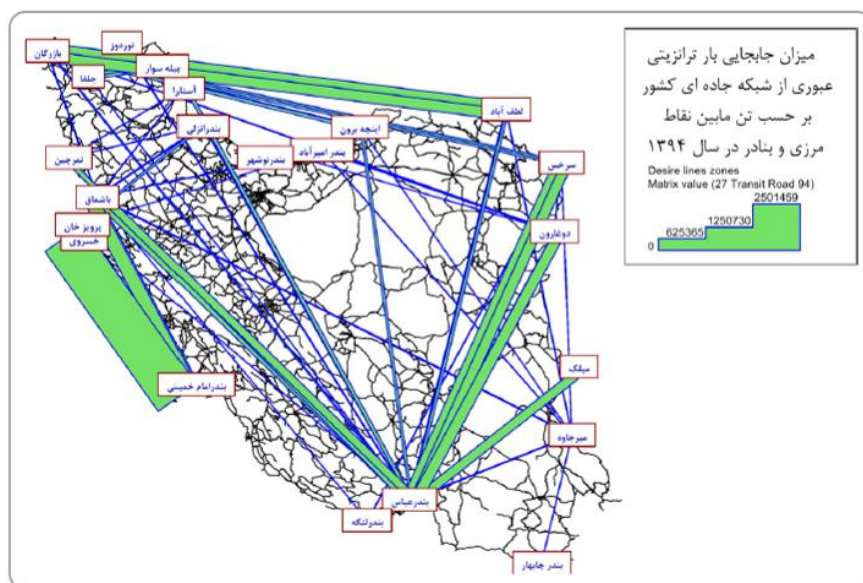 میزان جابجایی بار ترانزیتی
عبوری از شبکه جاده ای کشور
بر حسب تن مابین نقاط
مرزی و بنادر در سال ۱۳۹۴
Desire lines zones
Matrix value (27 Transit Road 94)
2501459
1250730
625365
0
نوردوز
بازرگان
بیله سوار
جلفا
آستارا
لطف آباد
اینچه برون
بندرانزلی
بندر امیرآباد
بندرنوشهر
سرخس
تمرچین
باشماق
پرویز خان
خسروی
دوغارون
میلک
بندرامام خمینی
میرجاوه
بندرعباس
بندرلنگه
بندر چابهار